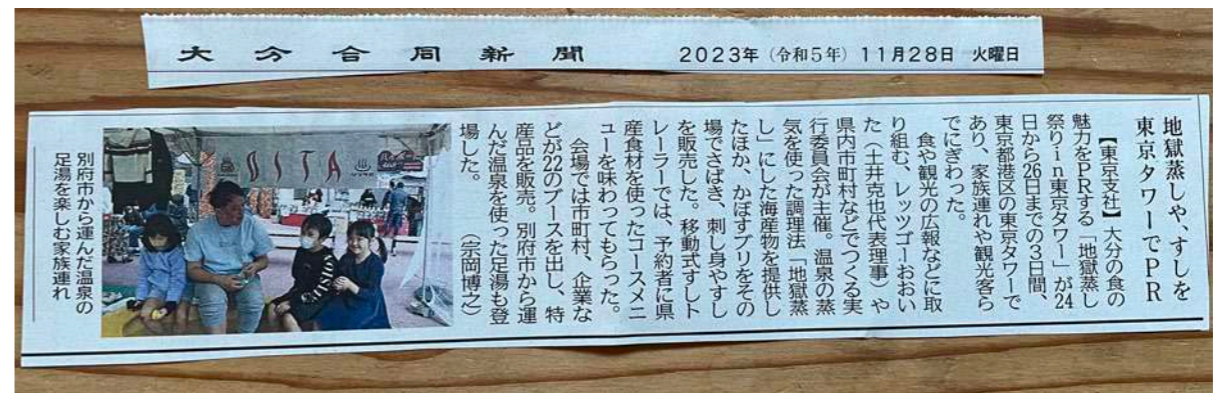 大分合同新聞 2023年（令和5年）11月28日 火曜日
地獄蒸しや、すしを
東京タワーでPR
【東京支社】大分の食の
魅力をPRする「地獄蒸し
祭りin東京タワー」が24
日から26日までの3日間、
東京都港区の東京タワーで
あり、家族連れや観光客ら
でにぎわった。
食や観光の広報などに取
り組む、レッツゴーおおい
た（土井克也代表理事）や
県内市町村などでつくる実
行委員会が主催。温泉の蒸
気を使った調理法「地獄蒸
し」にした海産物を提供し
たほか、かぼすブリをその
場でさばき、刺し身やすし
を販売した。移動式すしト
レーラーでは、予約者に県
産食材を使ったコースメニ
ューを味わってもらった。
会場では市町村、企業な
どが22のブースを出し、特
産品を販売。別府市から運
んだ温泉を使った足湯も登
場した。（宗岡博之）
OITA
別府市から運んだ温泉の
足湯を楽しむ家族連れ